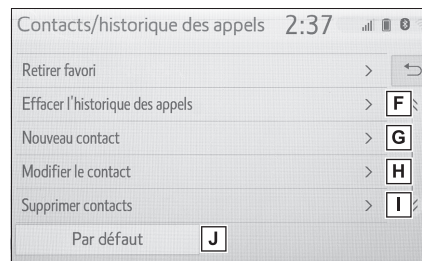 Contacts/historique des appels 2:37
Retirer favori
Effacer l'historique des appels F
Nouveau contact G
Modifier le contact H
Supprimer contacts I
Par défaut J